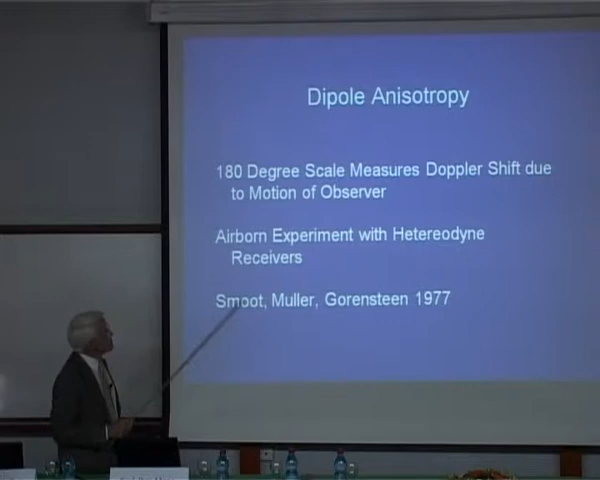 Dipole Anisotropy
180 Degree Scale Measures Doppler Shift due
to Motion of Observer
Airborn Experiment with Hetereodyne
Receivers
Smoot, Muller, Gorensteen 1977